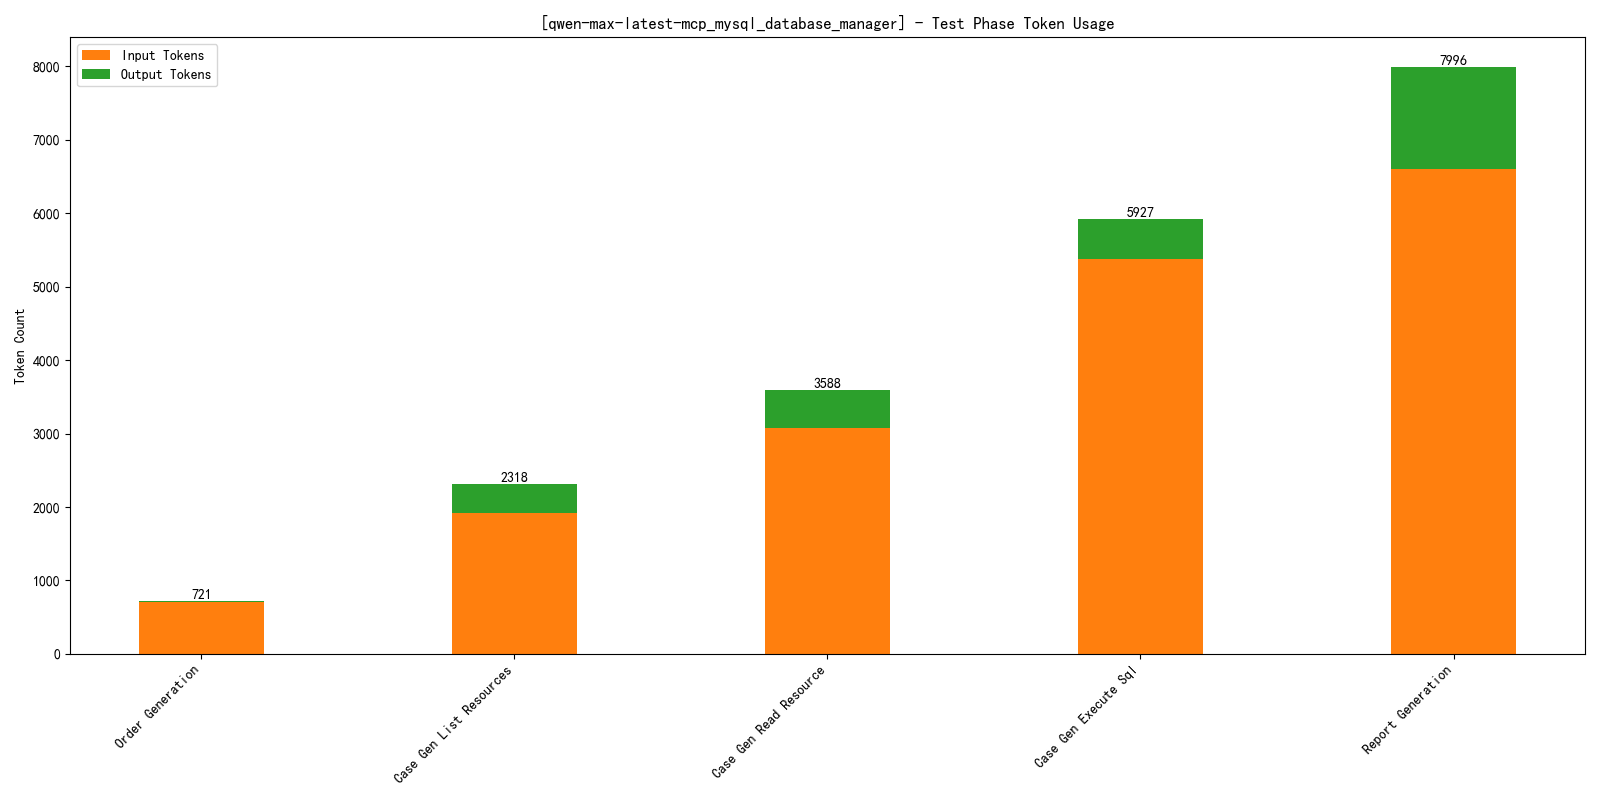 [qwen-max-latest-mcp_mysql_database_manager] - Test Phase Token Usage
Input Tokens
Output Tokens
Token Count
8000
7000
6000
5000
4000
3000
2000
1000
0
721
2318
3588
5927
7996
Order Generation
Case Gen List Resources
Case Gen Read Resource
Case Gen Execute Sql
Report Generation